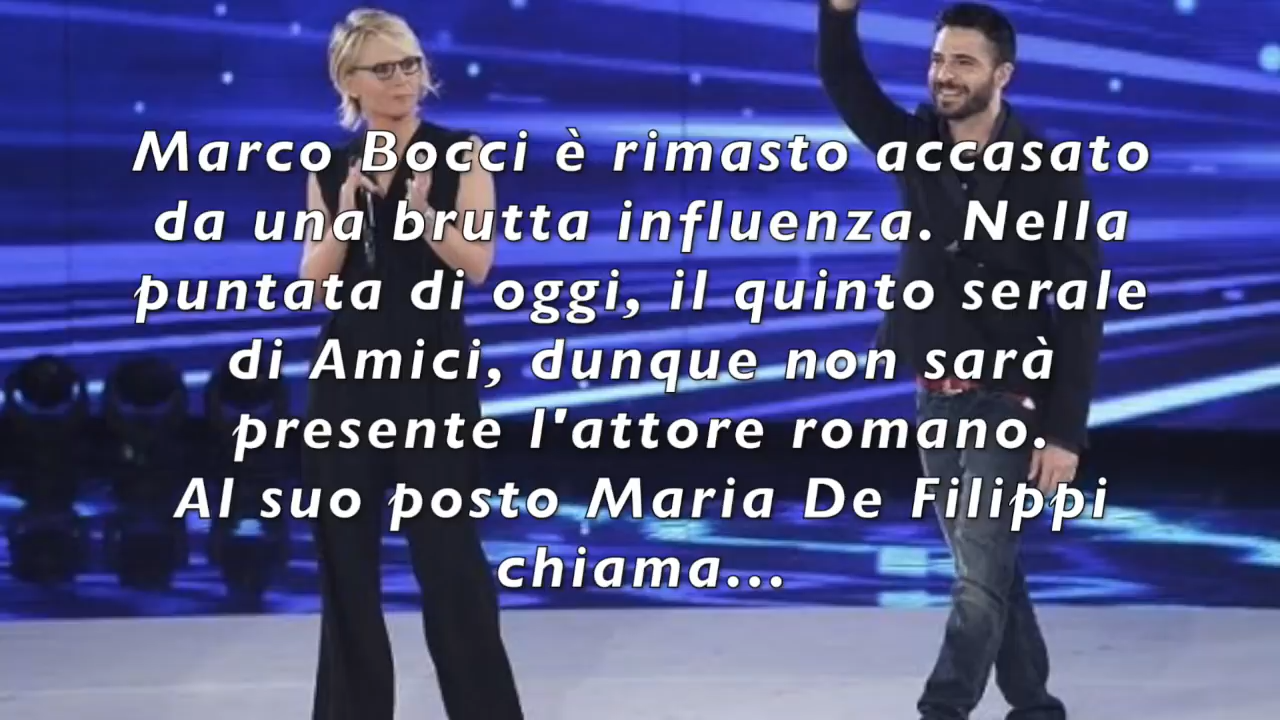 Marco Bocci è rimasto accasato
da una brutta influenza. Nella
puntata di oggi, il quinto serale
di Amici, dunque non sarà
presente l'attore romano.
Al suo posto Maria De Filippi
chiama...